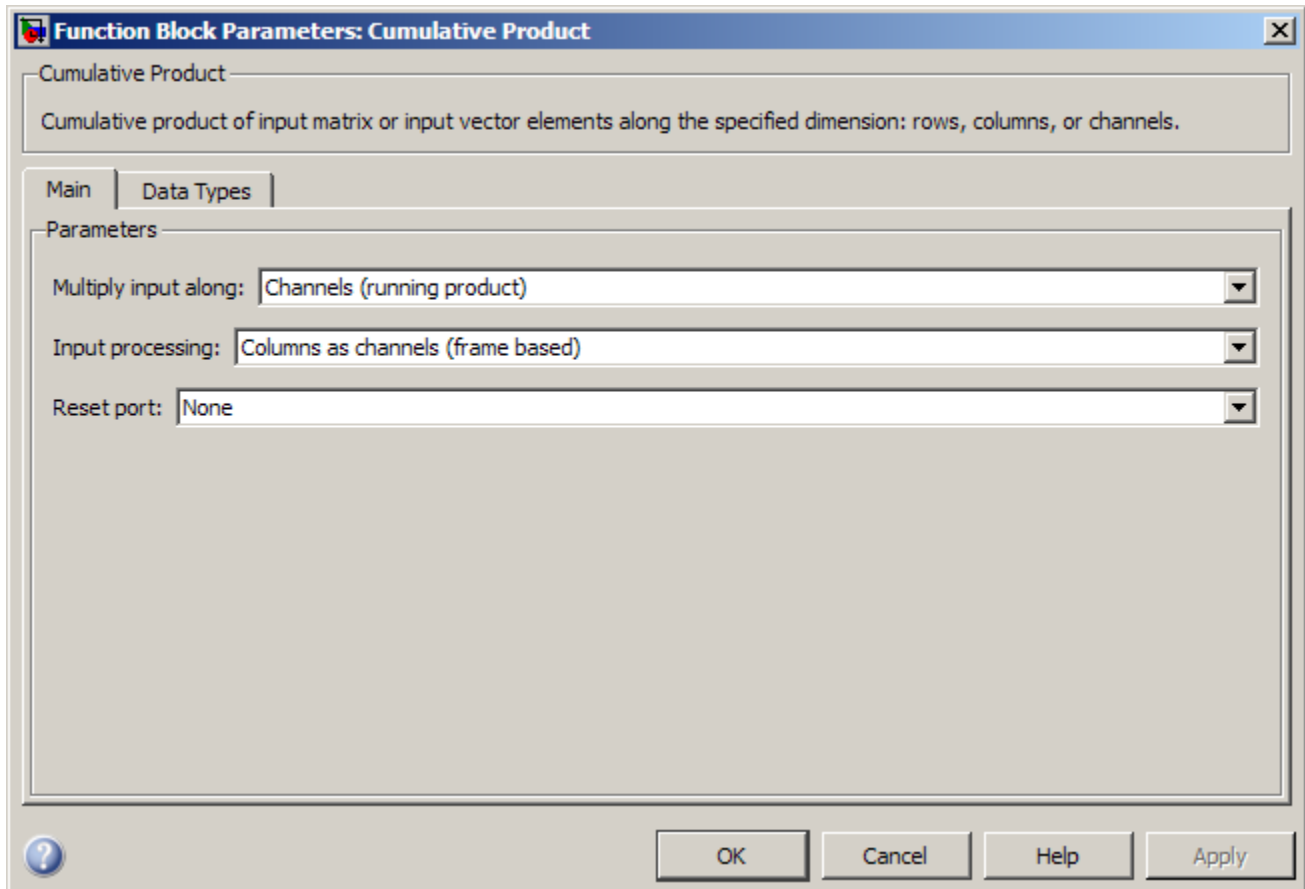 Function Block Parameters: Cumulative Product
Cumulative Product
Cumulative product of input matrix or input vector elements along the specified dimension: rows, columns, or channels.
Main Data Types
Parameters
Multiply input along: Channels (running product)
Input processing: Columns as channels (frame based)
Reset port: None
? OK Cancel Help Apply